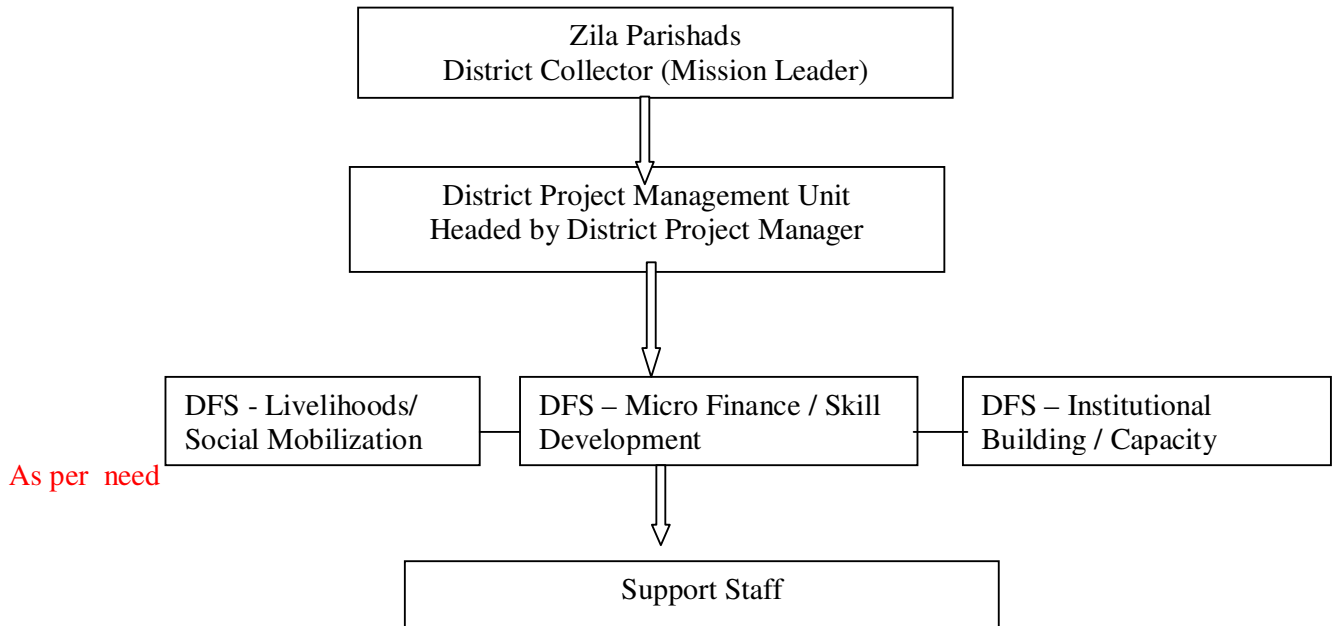 Zila Parishads
District Collector (Mission Leader)
District Project Management Unit
Headed by District Project Manager
DFS - Livelihoods/
Social Mobilization
DFS – Micro Finance / Skill
Development
DFS – Institutional
Building / Capacity
As per need
Support Staff